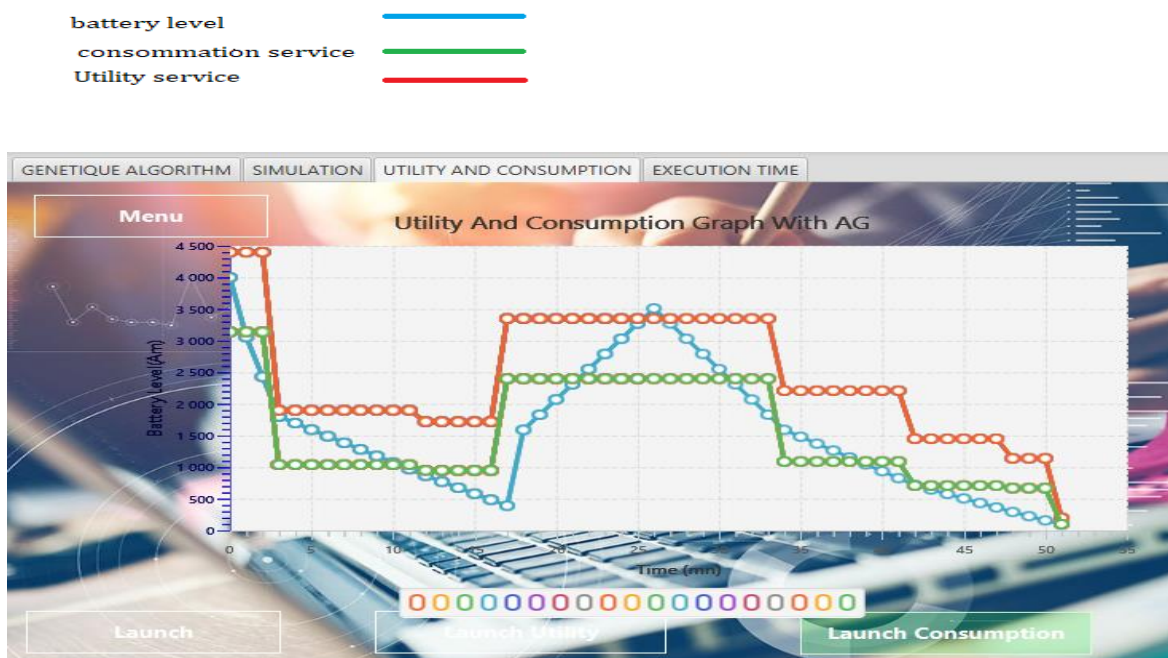 battery level
consommation service
Utility service
GENETIQUE ALGORITHM SIMULATION UTILITY AND CONSUMPTION EXECUTION TIME
Menu
Utility And Consumption Graph With AG
Battery Level(Am)
4 500
4 000
3 500
3 000
2 500
2 000
1 500
1 000
500
0
0 5 10 15 20 25 30 35 40 45 50 55
Time (mn)
Launch Launch Utility Launch Consumption